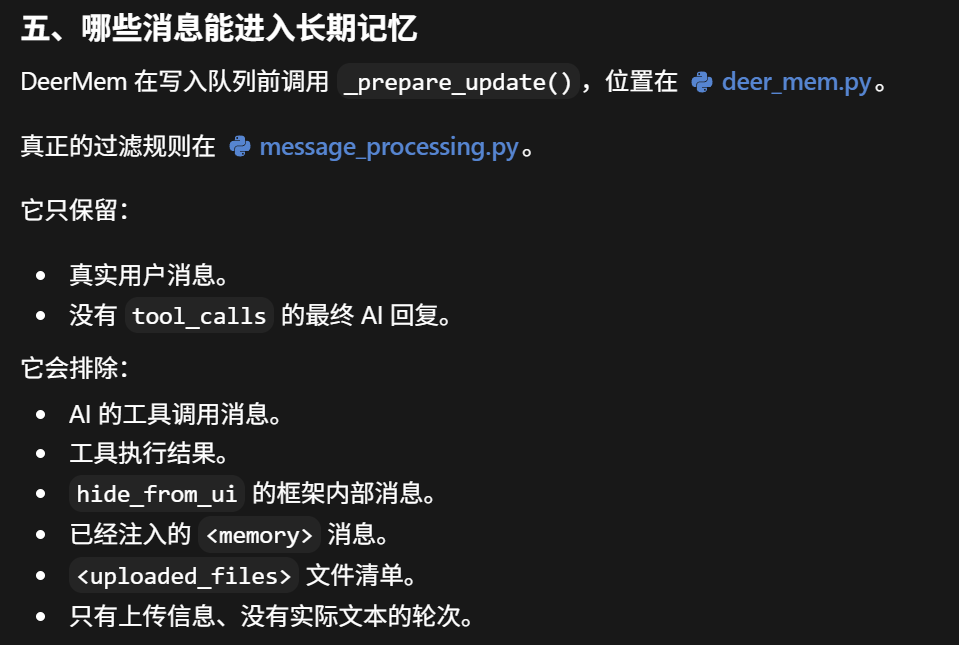 五、哪些消息能进入长期记忆
DeerMem 在写入队列前调用 _prepare_update()，位置在 deer_mem.py。
真正的过滤规则在 message_processing.py。
它只保留：
• 真实用户消息。
• 没有 tool_calls 的最终 AI 回复。
它会排除：
• AI 的工具调用消息。
• 工具执行结果。
• hide_from_ui 的框架内部消息。
• 已经注入的 <memory> 消息。
• <uploaded_files> 文件清单。
• 只有上传信息、没有实际文本的轮次。